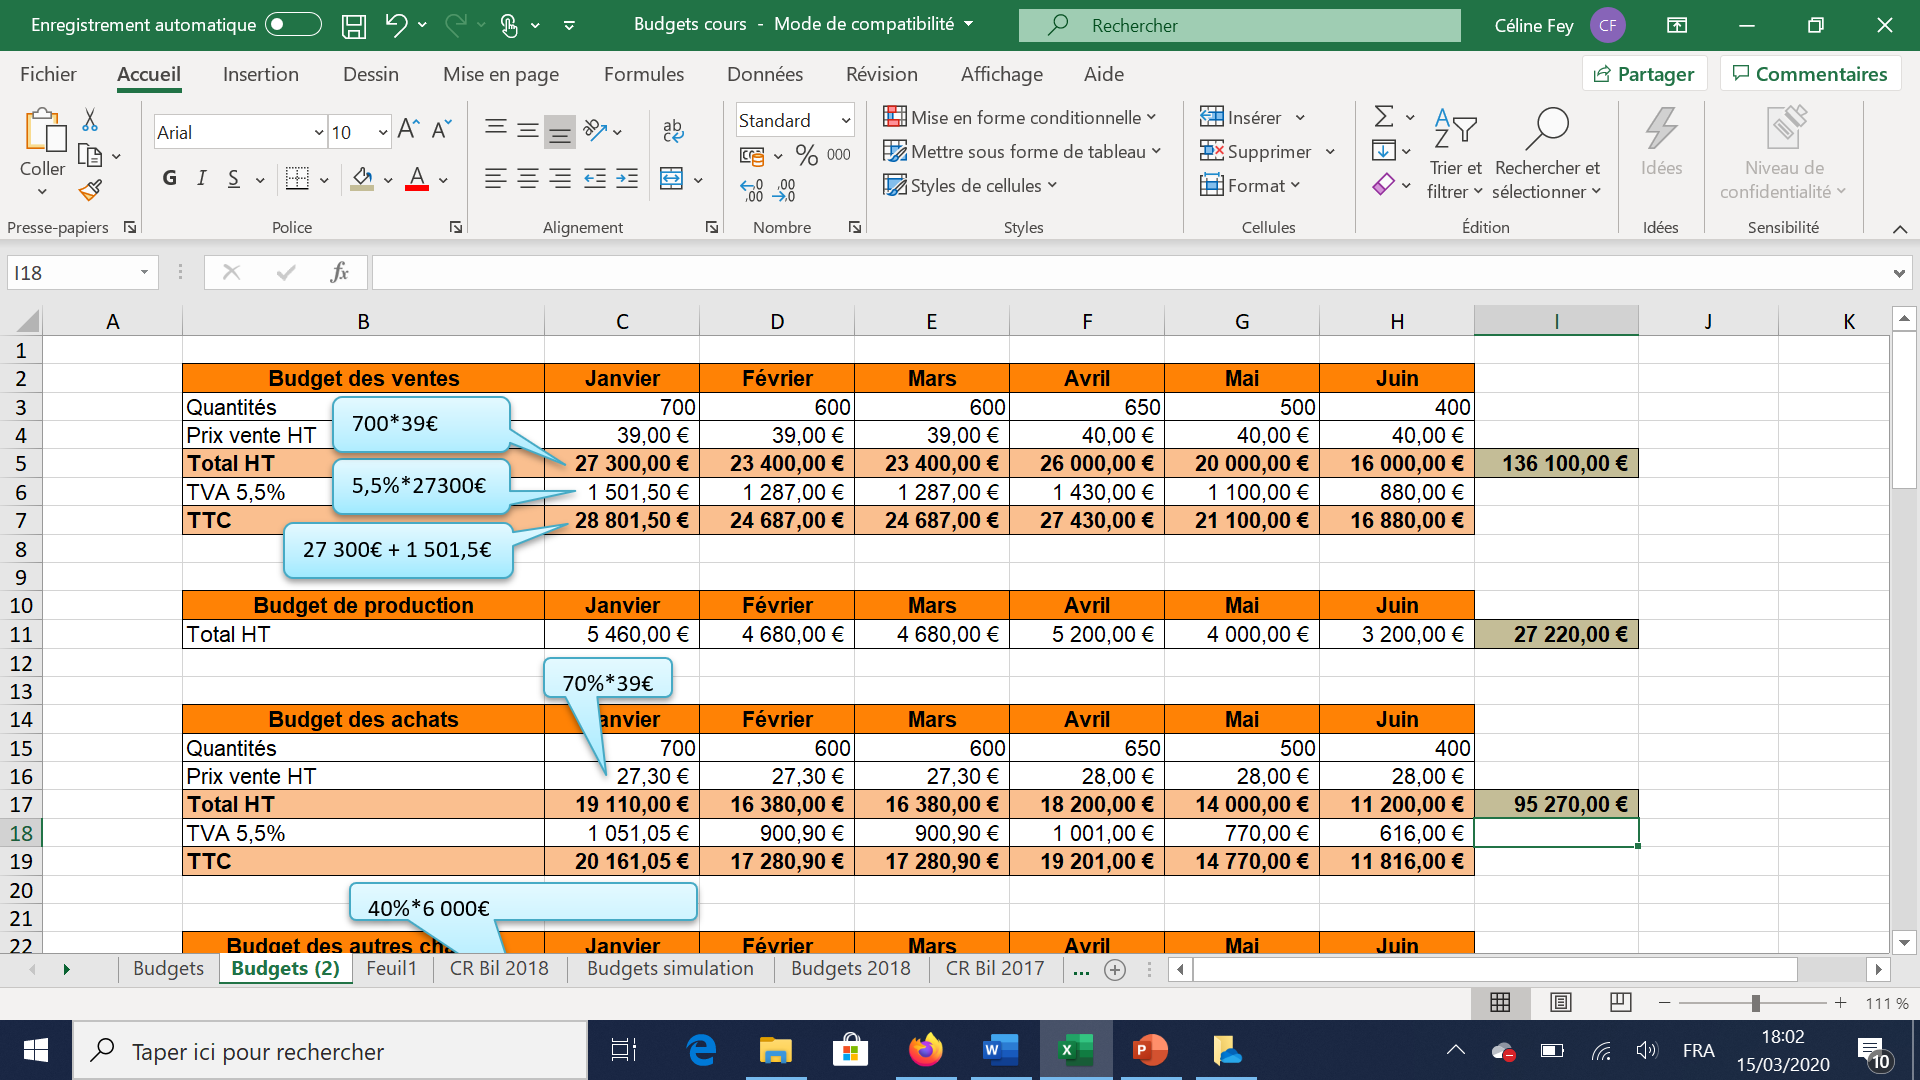 Enregistrement automatique Budgets cours - Mode de compatibilité Rechercher Céline Fey CF
Fichier Accueil Insertion Dessin Mise en page Formules Données Révision Affichage Aide Partager Commentaires
Coller
Presse-papiers
Arial 10
G I S
Police
Alignement
Standard
% 000
Nombre
Mise en forme conditionnelle
Mettre sous forme de tableau
Styles de cellules
Styles
Insérer
Supprimer
Format
Cellules
Trier et filtrer
Rechercher et sélectionner
Édition
Idées
Idées
Niveau de confidentialité
Sensibilité
I18 fx
A B C D E F G H I J K
1
2 Budget des ventes Janvier Février Mars Avril Mai Juin
3 Quantités 700 600 600 650 500 400
700*39€
4 Prix vente HT 39,00 € 39,00 € 39,00 € 40,00 € 40,00 € 40,00 €
5 Total HT 27 300,00 € 23 400,00 € 23 400,00 € 26 000,00 € 20 000,00 € 16 000,00 € 136 100,00 €
5,5%*27300€
6 TVA 5,5% 1 501,50 € 1 287,00 € 1 287,00 € 1 430,00 € 1 100,00 € 880,00 €
7 TTC 28 801,50 € 24 687,00 € 24 687,00 € 27 430,00 € 21 100,00 € 16 880,00 €
27 300€ + 1 501,5€
8
9
10 Budget de production Janvier Février Mars Avril Mai Juin
11 Total HT 5 460,00 € 4 680,00 € 4 680,00 € 5 200,00 € 4 000,00 € 3 200,00 € 27 220,00 €
12
70%*39€
13
14 Budget des achats anvier Février Mars Avril Mai Juin
15 Quantités 700 600 600 650 500 400
16 Prix vente HT 27,30 € 27,30 € 27,30 € 28,00 € 28,00 € 28,00 €
17 Total HT 19 110,00 € 16 380,00 € 16 380,00 € 18 200,00 € 14 000,00 € 11 200,00 € 95 270,00 €
18 TVA 5,5% 1 051,05 € 900,90 € 900,90 € 1 001,00 € 770,00 € 616,00 €
19 TTC 20 161,05 € 17 280,90 € 17 280,90 € 19 201,00 € 14 770,00 € 11 816,00 €
20
40%*6 000€
21
22 Budget des autres ch Janvier Février Mars Avril Mai Juin
Budgets Budgets (2) Feuil1 CR Bil 2018 Budgets simulation Budgets 2018 CR Bil 2017 ...
111 %
Taper ici pour rechercher FRA 18:02
15/03/2020 10